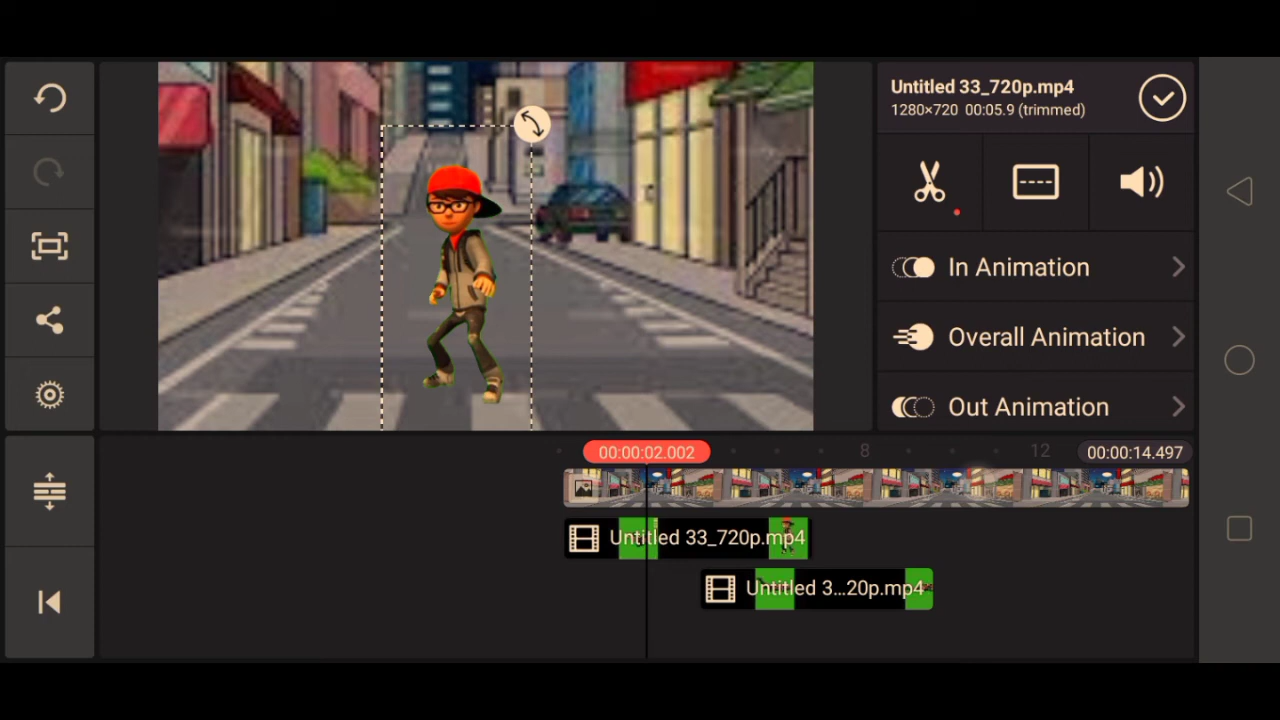 Untitled 33_720p.mp4
1280×720 00:05.9 (trimmed)
In Animation
Overall Animation
Out Animation
00:00:02.002
8
12
00:00:14.497
Untitled 33_720p.mp4
Untitled 3...20p.mp4